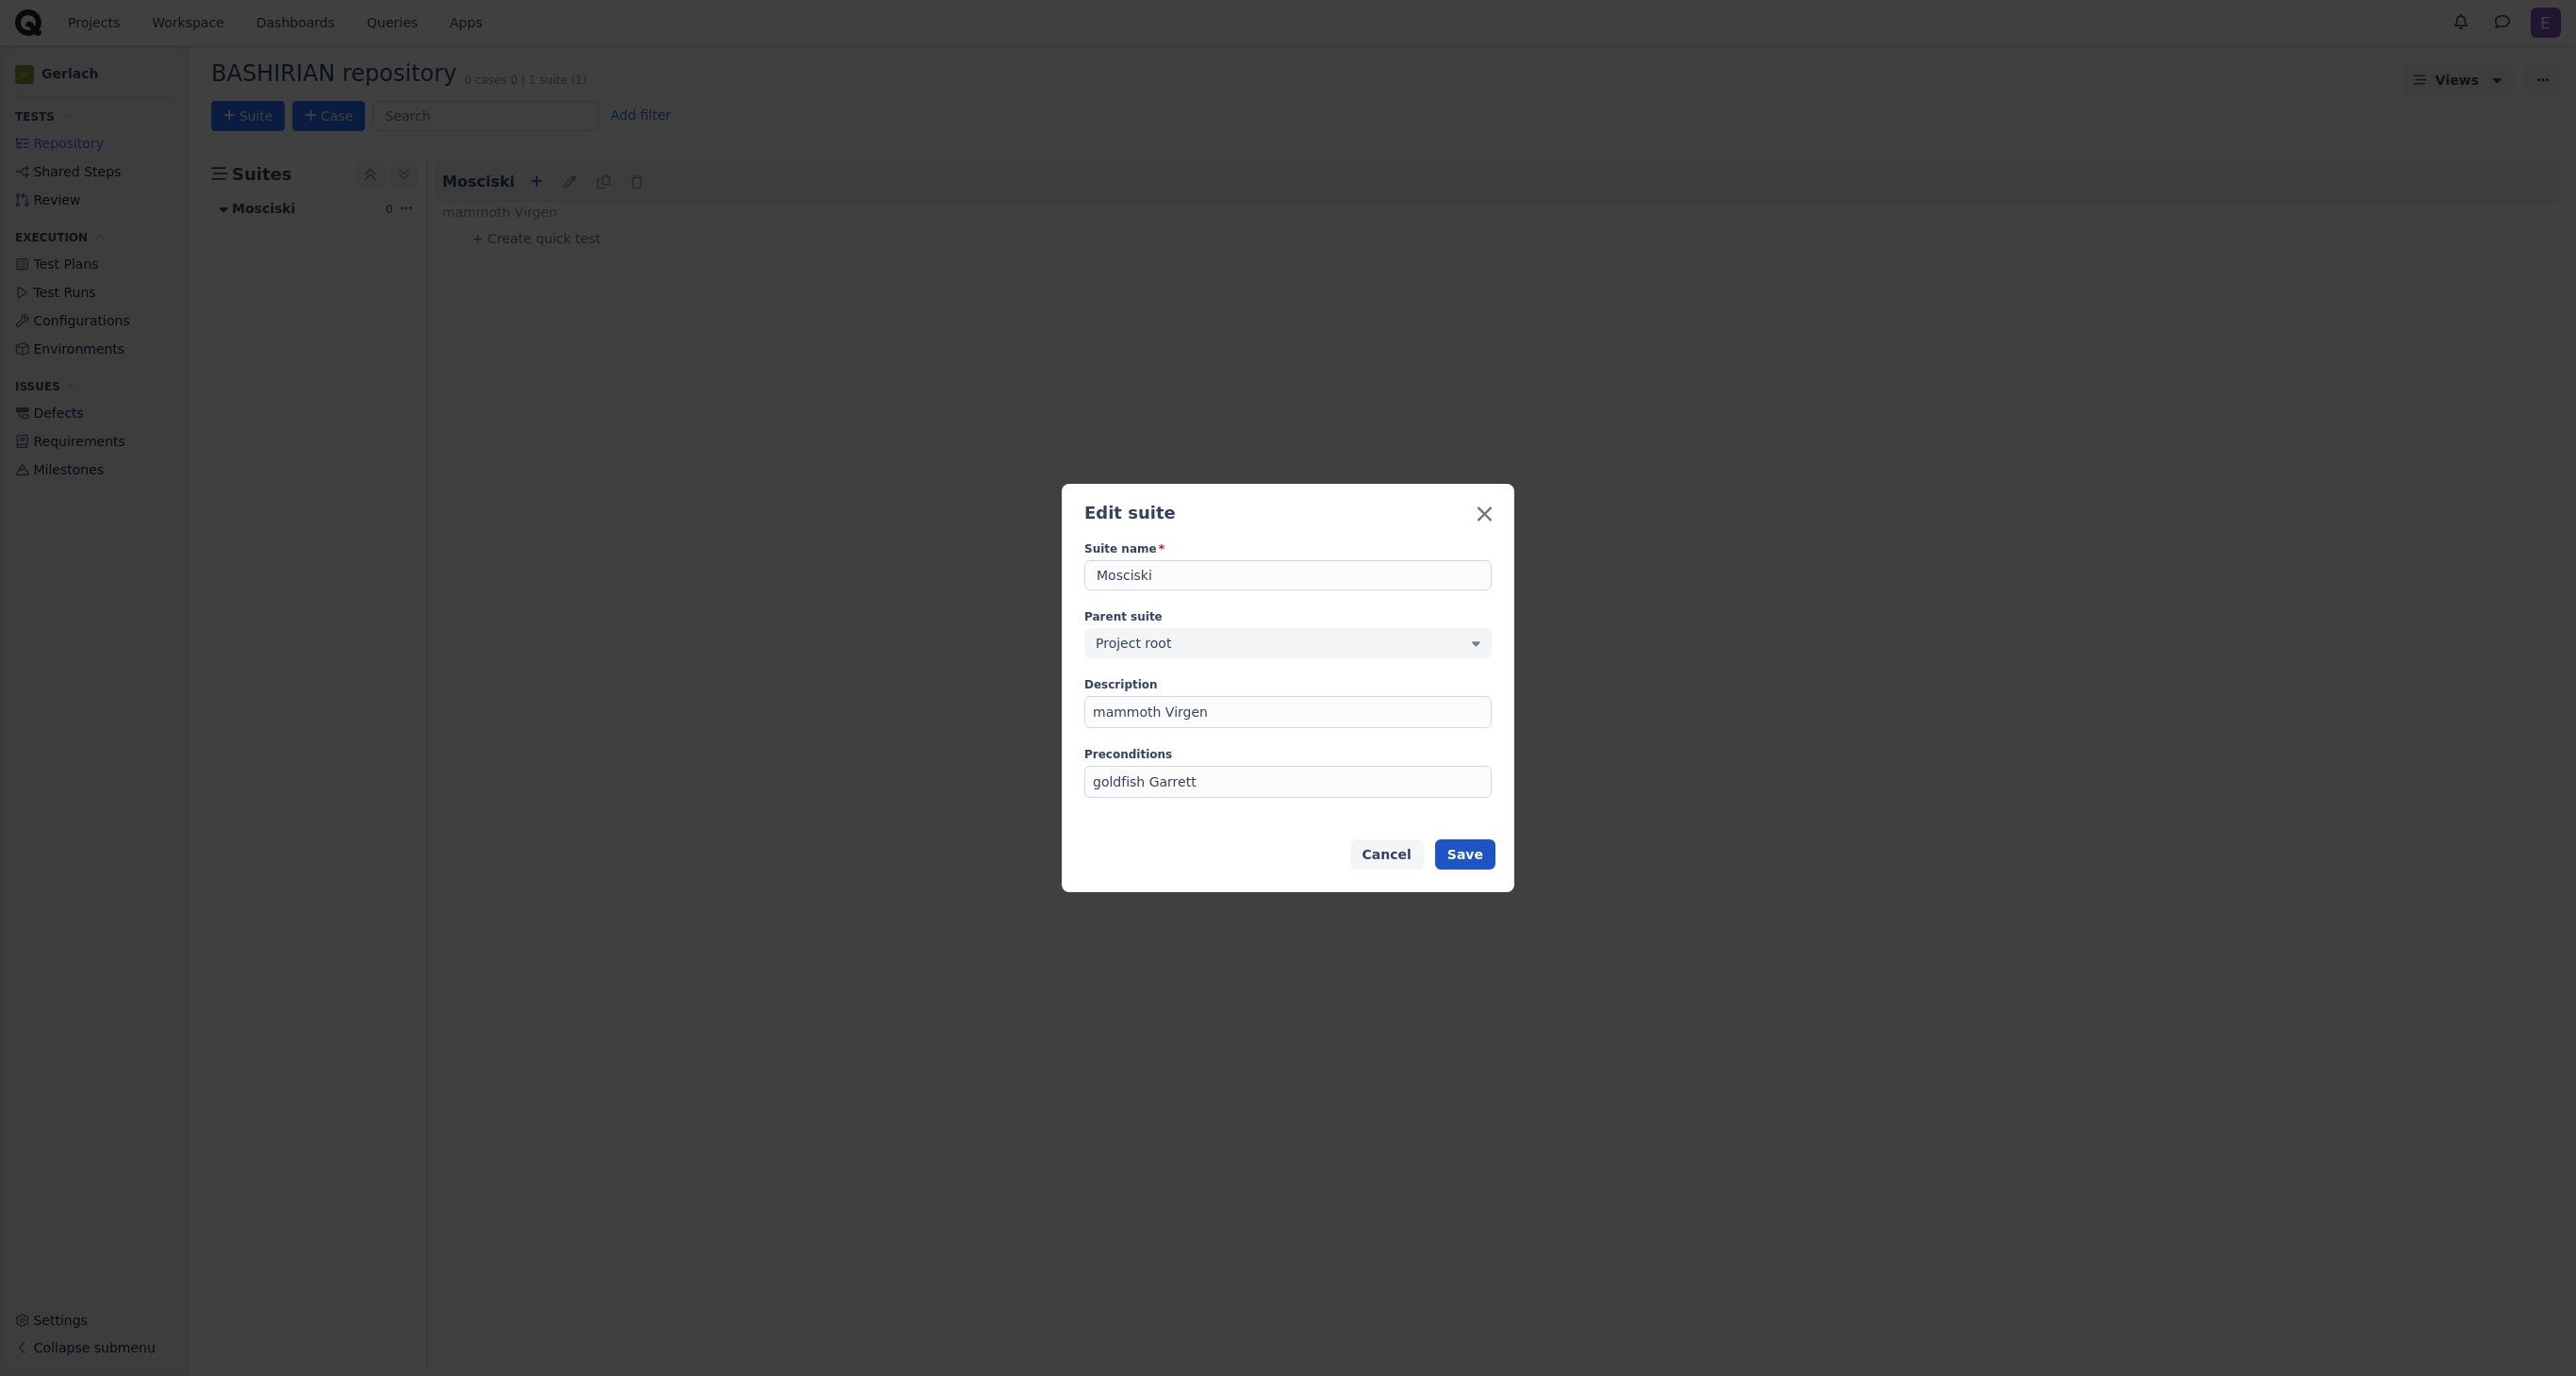 Projects Workspace Dashboards Queries Apps E
Gerlach
TESTS
Repository
Shared Steps
Review
EXECUTION
Test Plans
Test Runs
Configurations
Environments
ISSUES
Defects
Requirements
Milestones
Settings
Collapse submenu
BASHIRIAN repository 0 cases 0 | 1 suite (1)
Views
+ Suite + Case Search Add filter
Suites
Mosciski 0
Mosciski
mammoth Virgen
+ Create quick test
Edit suite
Suite name*
Mosciski
Parent suite
Project root
Description
mammoth Virgen
Preconditions
goldfish Garrett
Cancel Save